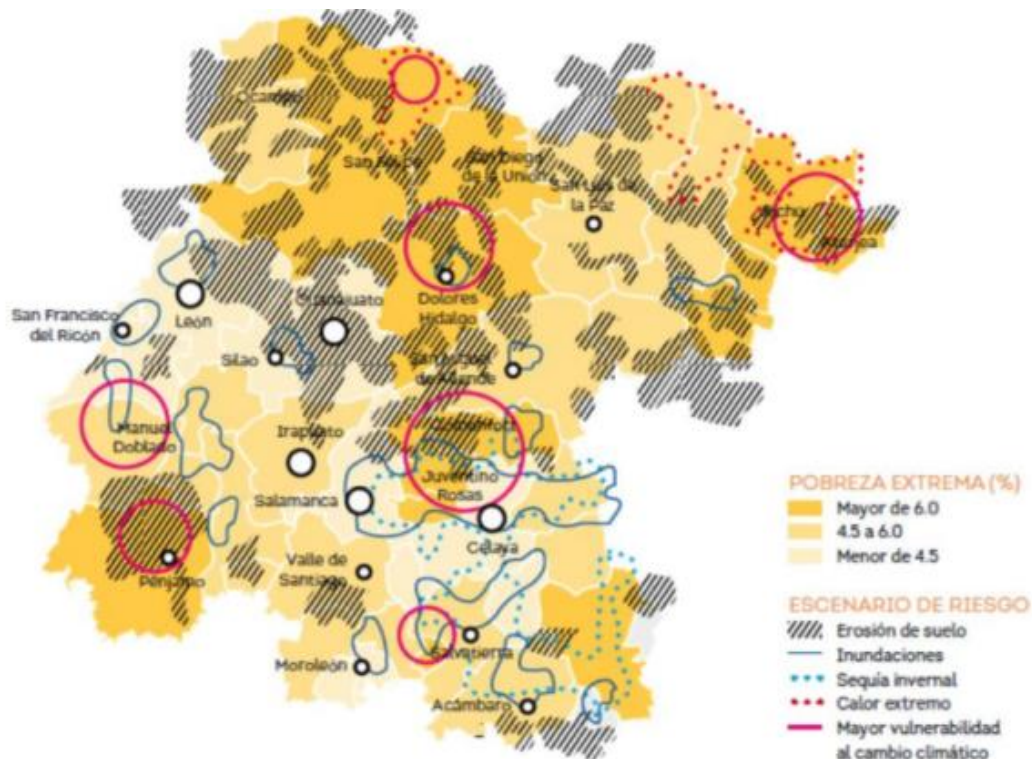 Ocampo
San Felipe
San Diego
de la Unión
San Luis de
la Paz
Xichú
Atarjea
Dolores
Hidalgo
Guanajuato
León
San Francisco
del Ricón
Silao
San Miguel
de Allende
Manuel
Doblado
Irapuato
Comonfort
Juventino
Rosas
Salamanca
Celaya
Pénjamo
Valle de
Santiago
Salvatierra
Moroleón
Acámbaro
POBREZA EXTREMA (%)
Mayor de 6.0
4.5 a 6.0
Menor de 4.5
ESCENARIO DE RIESGO
Erosión de suelo
Inundaciones
Sequía invernal
Calor extremo
Mayor vulnerabilidad
al cambio climático